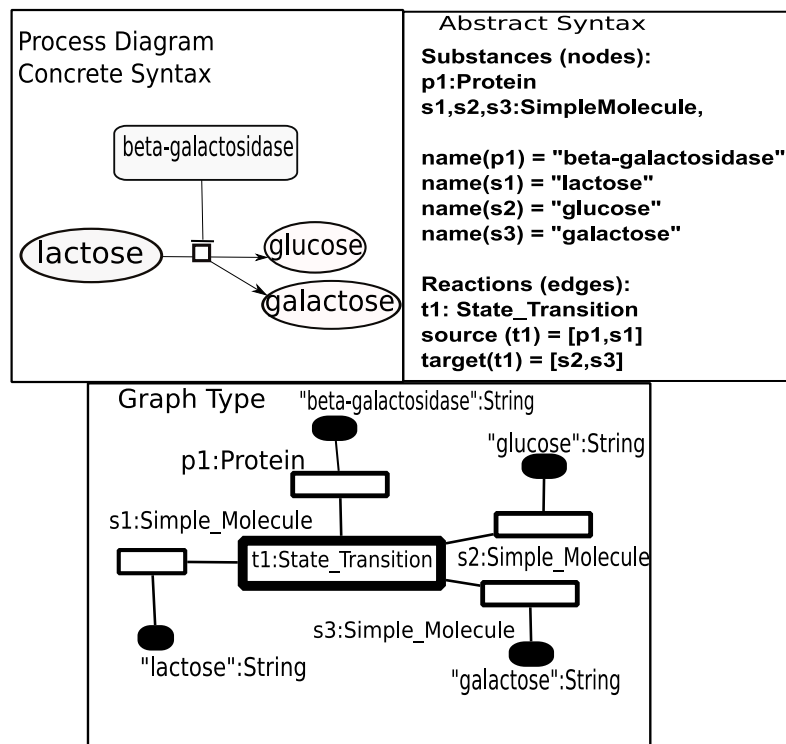 Process Diagram
Concrete Syntax
beta-galactosidase
lactose
glucose
galactose
Abstract Syntax
Substances (nodes):
p1:Protein
s1,s2,s3:SimpleMolecule,
name(p1) = "beta-galactosidase"
name(s1) = "lactose"
name(s2) = "glucose"
name(s3) = "galactose"
Reactions (edges):
t1: State_Transition
source (t1) = [p1,s1]
target(t1) = [s2,s3]
Graph Type
"beta-galactosidase":String
"glucose":String
p1:Protein
s1:Simple_Molecule
t1:State_Transition
s2:Simple_Molecule
s3:Simple_Molecule
"lactose":String
"galactose":String